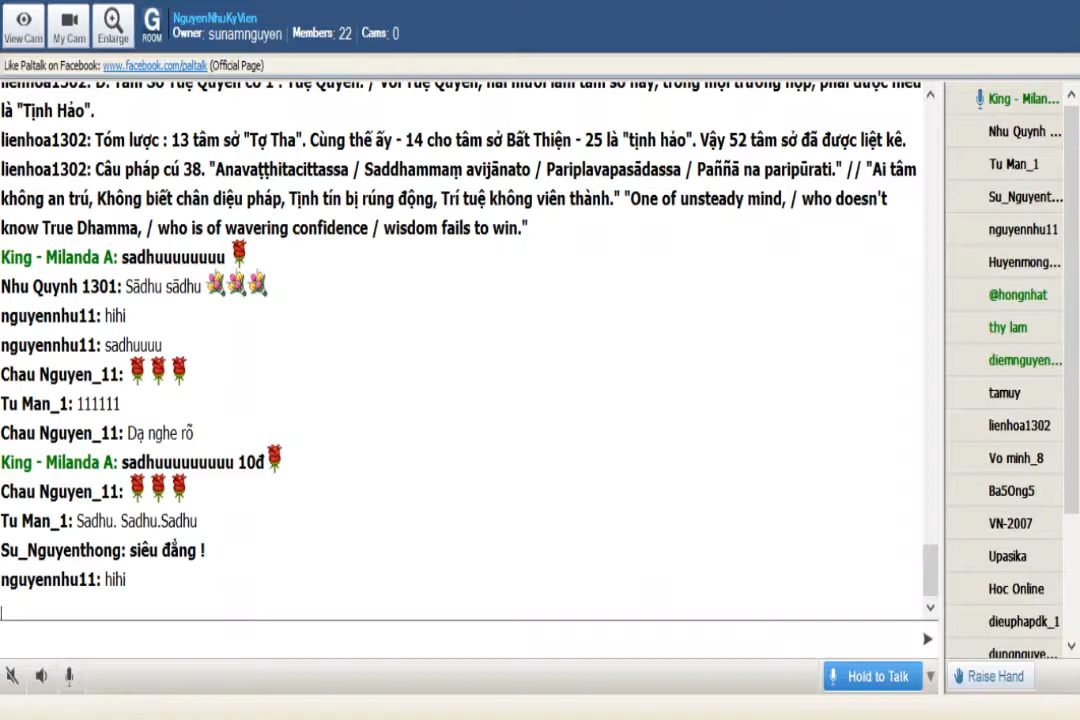 View Cam
My Cam
Enlarge
G
ROOM
NguyenNhuKyVien
Owner: sunamnguyen
Members: 22
Cams: 0
Like Paltalk on Facebook: www.facebook.com/paltalk (Official Page)
là "Tịnh Hảo".
lienhoa1302: Tóm lược : 13 tâm sở "Tợ Tha". Cùng thế ấy - 14 cho tâm sở Bất Thiện - 25 là "tịnh hảo". Vậy 52 tâm sở đã được liệt kê.
lienhoa1302: Câu pháp cú 38. "Anavaṭṭhitacittassa / Saddhammaṃ avijānato / Pariplavapasādassa / Paññā na paripūrati." // "Ai tâm
không an trú, Không biết chân diệu pháp, Tịnh tín bị rúng động, Trí tuệ không viên thành." "One of unsteady mind, / who doesn't
know True Dhamma, / who is of wavering confidence / wisdom fails to win."
King - Milanda A: sadhuuuuuuuu
Nhu Quynh 1301: Sādhu sādhu
nguyennhu11: hihi
nguyennhu11: sadhuuuu
Chau Nguyen_11:
Tu Man_1: 111111
Chau Nguyen_11: Dạ nghe rõ
King - Milanda A: sadhuuuuuuuuu 10đ
Chau Nguyen_11:
Tu Man_1: Sadhu. Sadhu.Sadhu
Su_Nguyenthong: siêu đẳng !
nguyennhu11: hihi
Hold to Talk
King - Milan...
Nhu Quynh ...
Tu Man_1
Su_Nguyent...
nguyennhu11
Huyenmong...
@hongnhat
thy lam
diemnguyen...
tamuy
lienhoa1302
Vo minh_8
Ba5Ong5
VN-2007
Upasika
Hoc Online
dieuphapdk_1
dungnguye...
Raise Hand